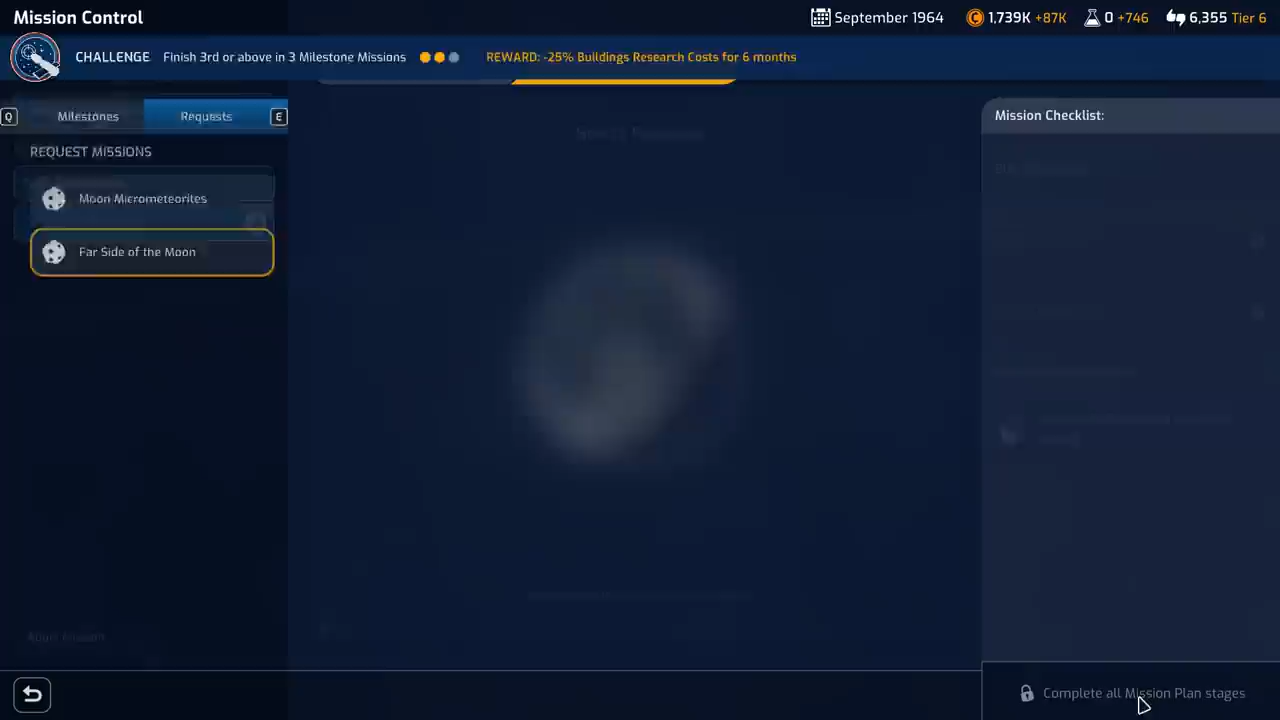 Mission Control
September 1964
1.739K +87K
0 +746
6,355 Tier 6
CHALLENGE
Finish 3rd or above in 3 Milestone Missions
REWARD: -25% Buildings Research Costs for 6 months
Q
Milestones
Requests
E
REQUEST MISSIONS
Moon Micrometeorites
Far Side of the Moon
Mission Checklist:
Abort Mission
Complete all Mission Plan stages